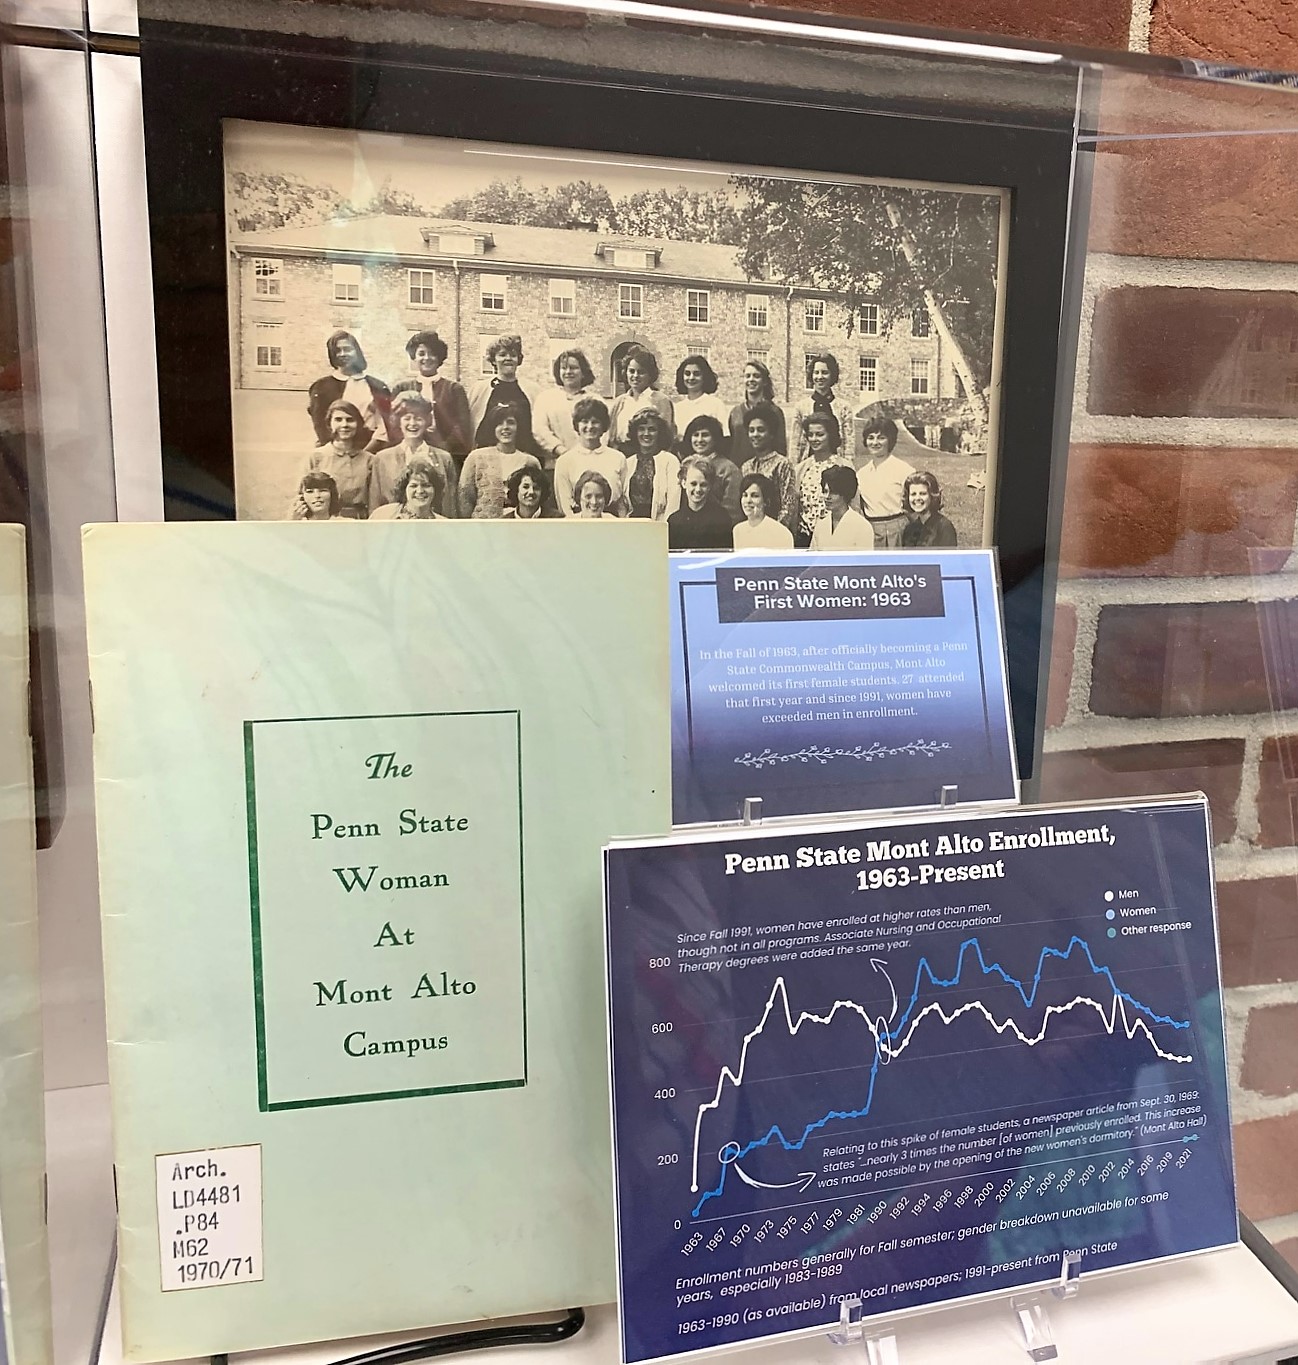 The
Penn State
Woman
At
Mont Alto
Campus
Arch.
LD4481
.P84
M62
1970/71
Penn State Mont Alto's
First Women: 1963
In the Fall of 1963, after officially becoming a Penn
State Commonwealth Campus, Mont Alto
welcomed its first female students. 27 attended
that first year and since 1991, women have
exceeded men in enrollment.
Penn State Mont Alto Enrollment,
1963-Present
Men
Women
Other response
Since Fall 1991, women have enrolled at higher rates than men,
though not in all programs. Associate Nursing and Occupational
Therapy degrees were added the same year.
800
600
400
200
0
Relating to this spike of female students, a newspaper article from Sept. 30, 1969:
states "...nearly 3 times the number [of women] previously enrolled. This increase
was made possible by the opening of the new women's dormitory." (Mont Alto Hall)
1963 1967 1970 1973 1975 1977 1979 1981 1990 1992 1994 1996 1998 2000 2002 2004 2006 2008 2010 2012 2014 2016 2019 2021
Enrollment numbers generally for Fall semester; gender breakdown unavailable for some
years, especially 1983-1989
1963-1990 (as available) from local newspapers; 1991-present from Penn State